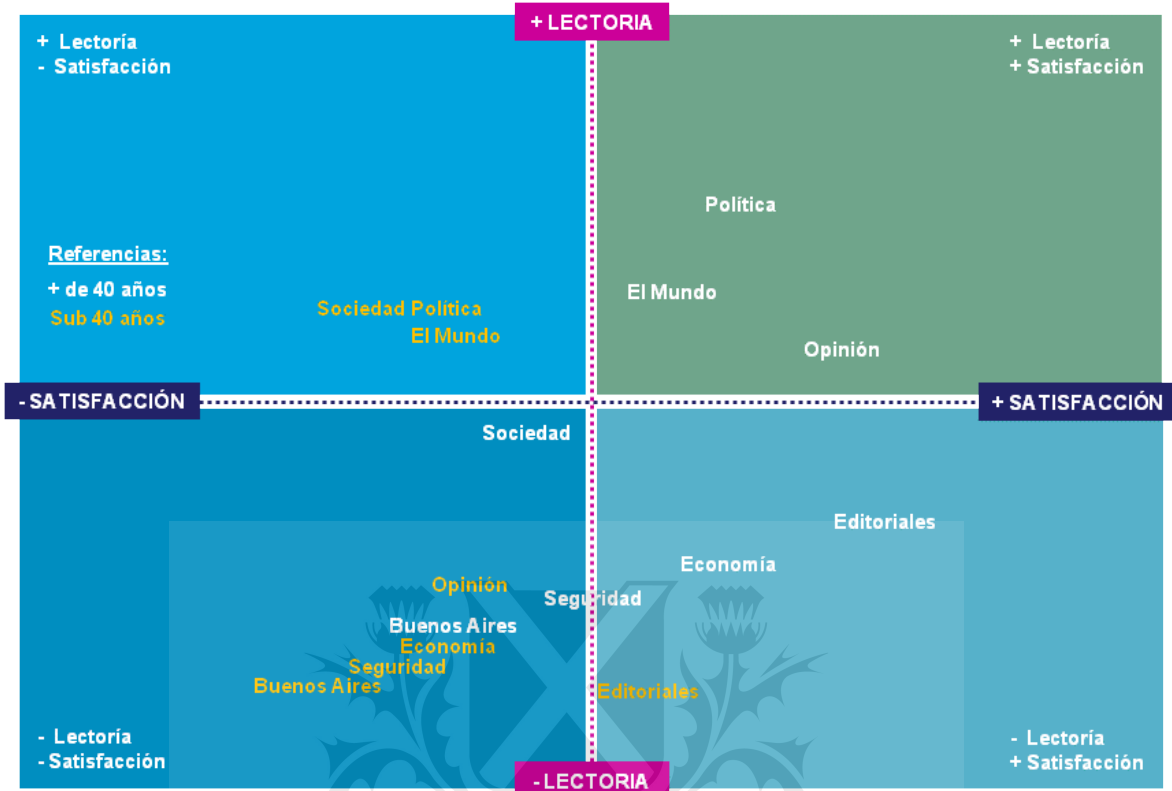 + LECTORIA
+ Lectoría
- Satisfacción
+ Lectoría
+ Satisfacción
Política
Referencias:
+ de 40 años
Sub 40 años
El Mundo
Sociedad Política
El Mundo
Opinión
- SATISFACCIÓN
+ SATISFACCIÓN
Sociedad
Editoriales
Economía
Opinión
Seguridad
Buenos Aires
Economía
Seguridad
Buenos Aires
Editoriales
- Lectoría
- Satisfacción
- Lectoría
+ Satisfacción
- LECTORIA